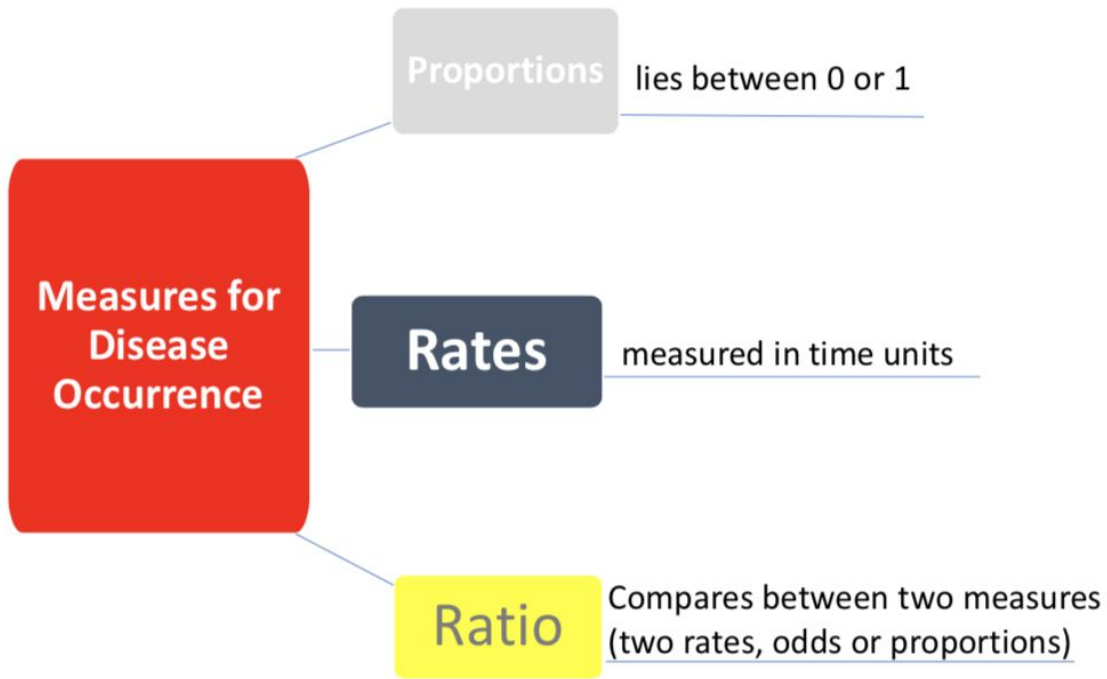 Proportions
lies between 0 or 1
Measures for
Disease
Occurrence
Rates
measured in time units
Ratio
Compares between two measures
(two rates, odds or proportions)